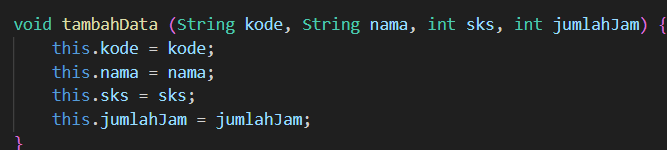 void tambahData (String kode, String nama, int sks, int jumlahJam) {
    this.kode = kode;
    this.nama = nama;
    this.sks = sks;
    this.jumlahJam = jumlahJam;
}